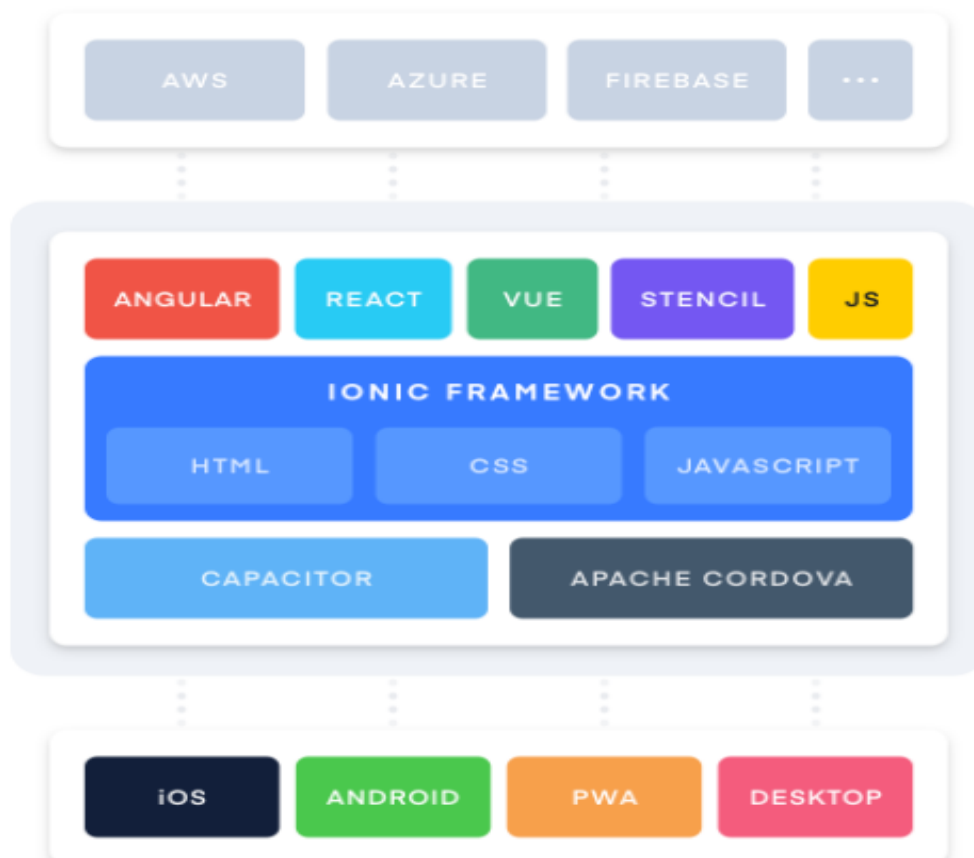 AWS AZURE FIREBASE ...
ANGULAR REACT VUE STENCIL JS
IONIC FRAMEWORK
HTML CSS JAVASCRIPT
CAPACITOR APACHE CORDOVA
iOS ANDROID PWA DESKTOP